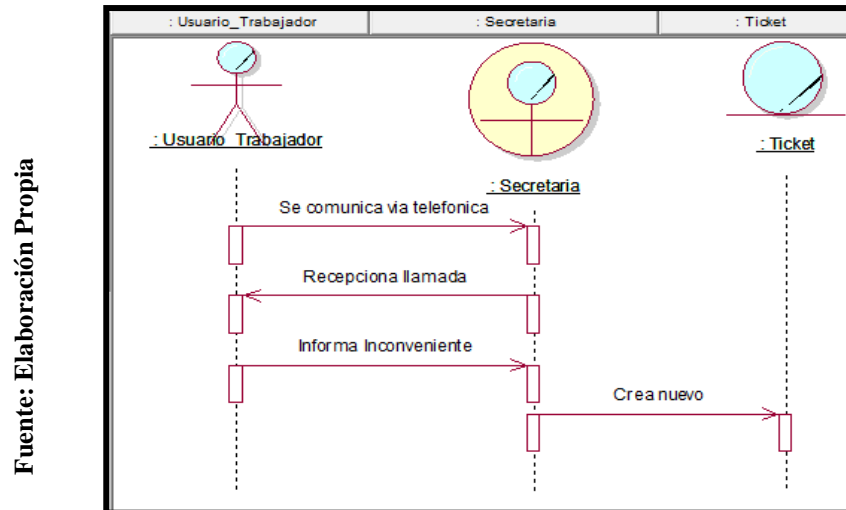 : Usuario_Trabajador
: Secretaria
: Ticket
: Usuario_Trabajador
: Secretaria
: Ticket
Se comunica via telefonica
Recepciona llamada
Informa Inconveniente
Crea nuevo
Fuente: Elaboración Propia